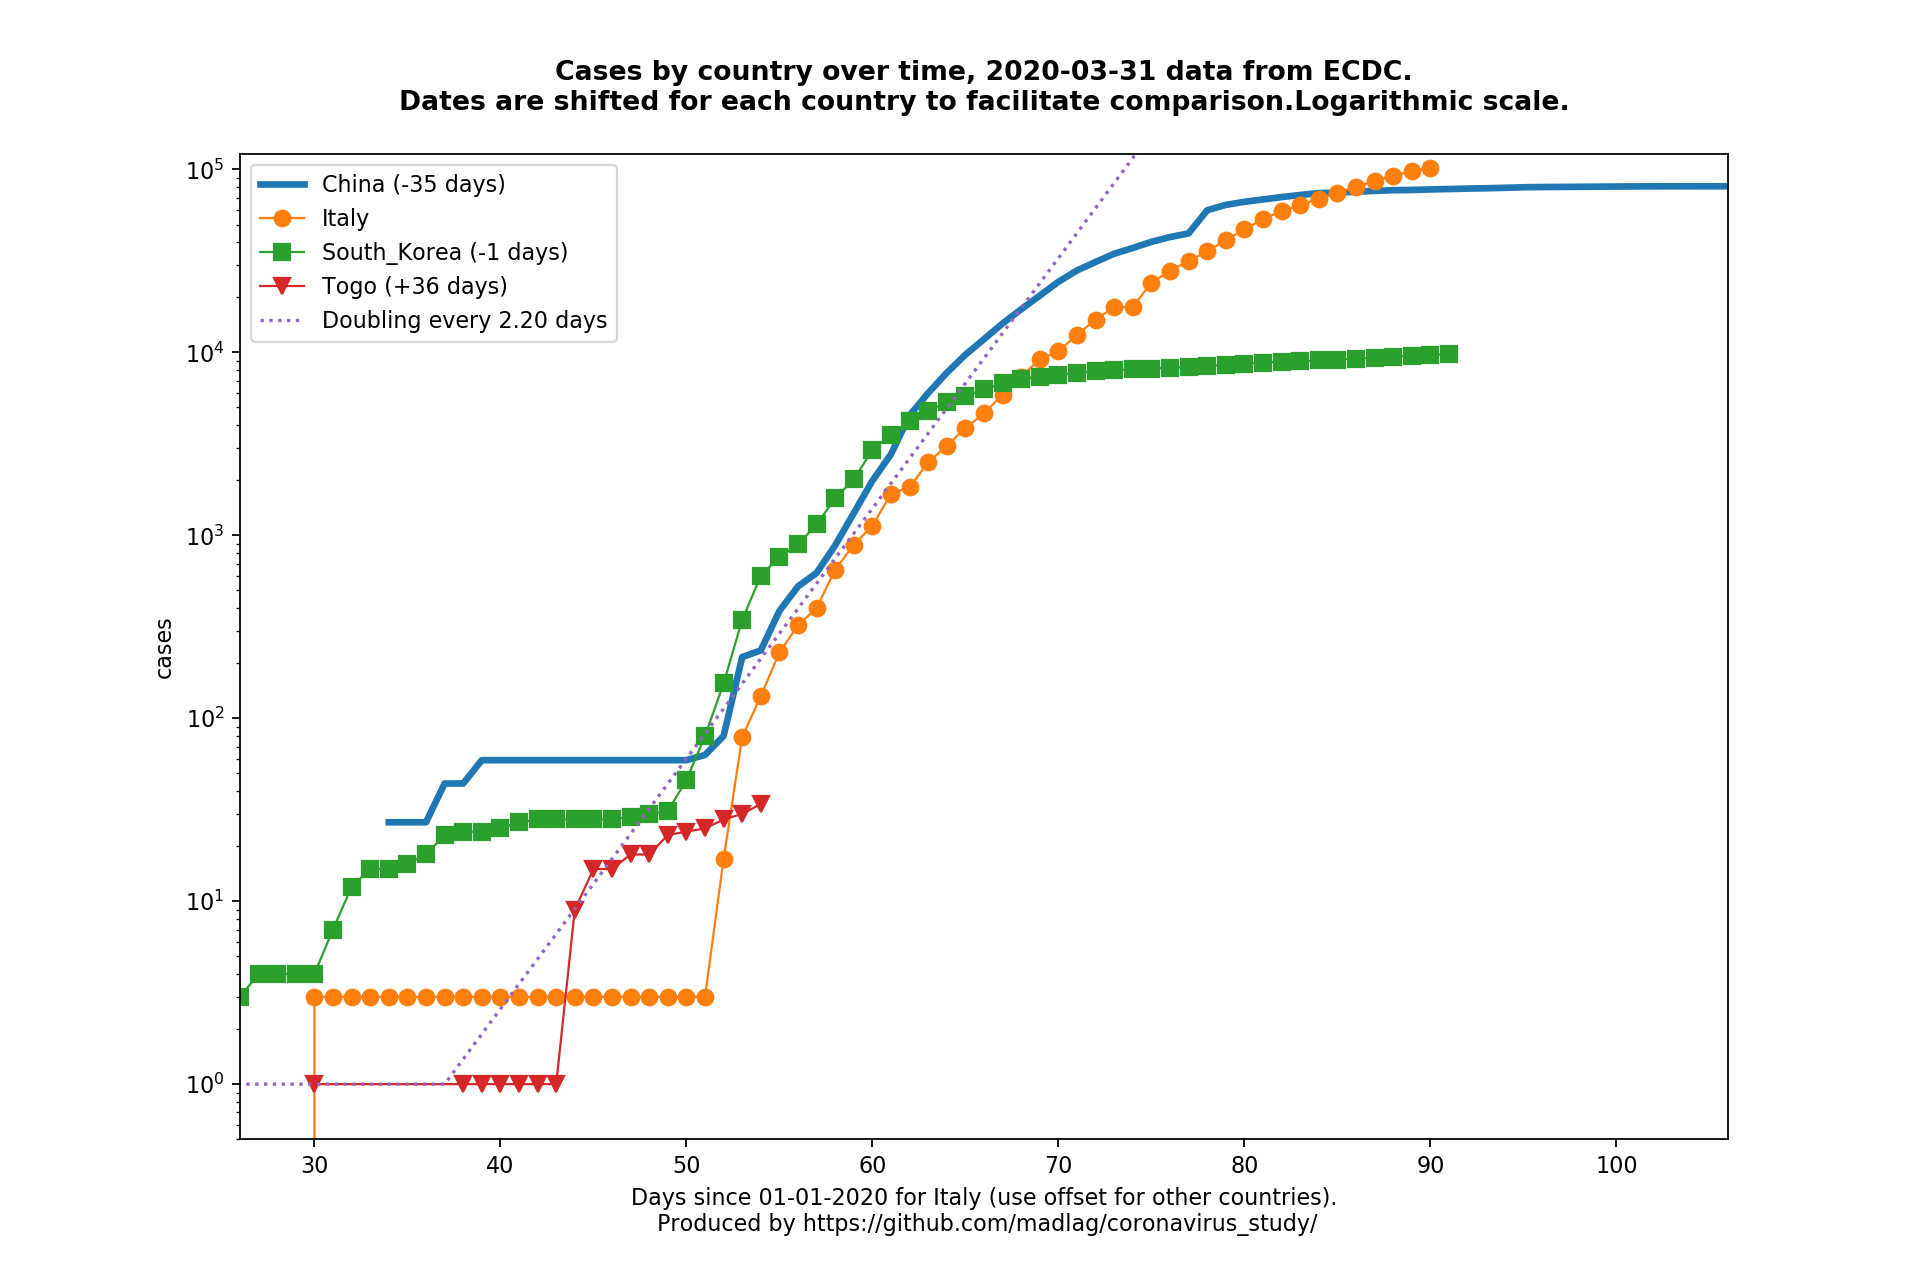 Cases by country over time, 2020-03-31 data from ECDC.
Dates are shifted for each country to facilitate comparison.Logarithmic scale.
China (-35 days)
Italy
South_Korea (-1 days)
Togo (+36 days)
Doubling every 2.20 days
10⁵
10⁴
10³
10²
10¹
10⁰
cases
30 40 50 60 70 80 90 100
Days since 01-01-2020 for Italy (use offset for other countries).
Produced by https://github.com/madlag/coronavirus_study/